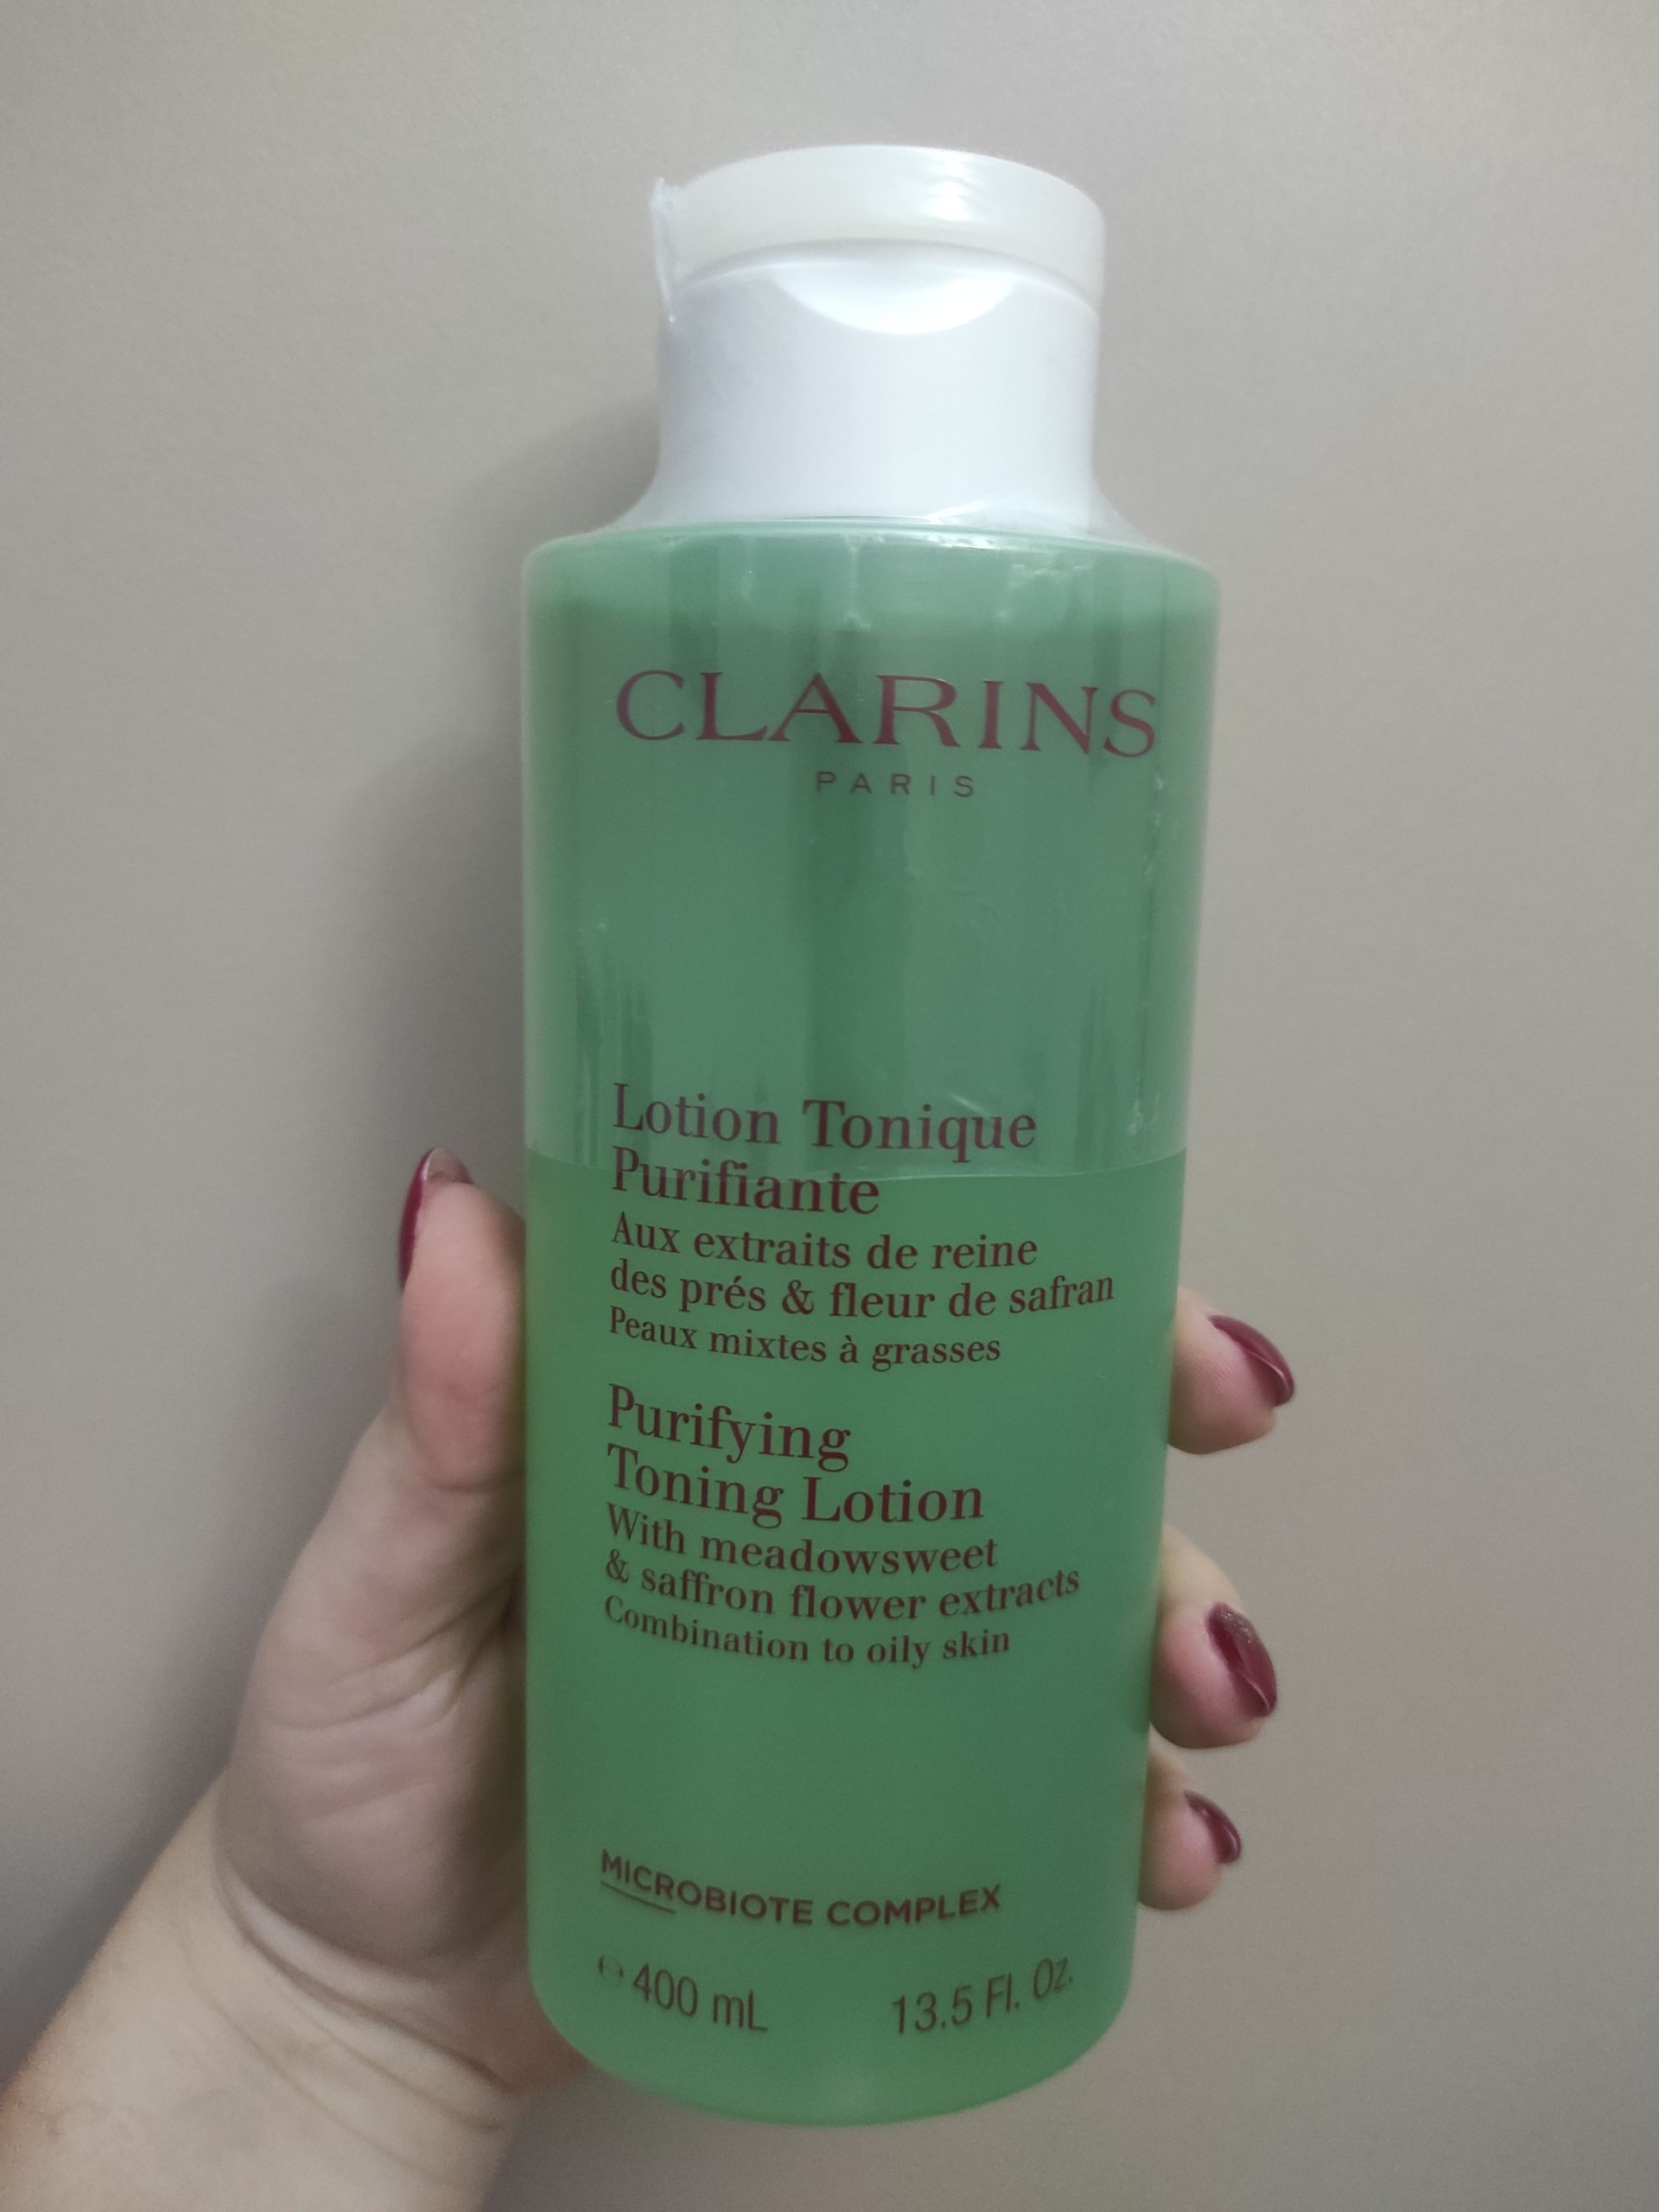 CLARINS
PARIS
Lotion Tonique
Purifiante
Aux extraits de reine
des prés & fleur de safran
Peaux mixtes à grasses
Purifying
Toning Lotion
With meadowsweet
& saffron flower extracts
Combination to oily skin
MICROBIOTE COMPLEX
℮ 400 mL 13.5 Fl. Oz.